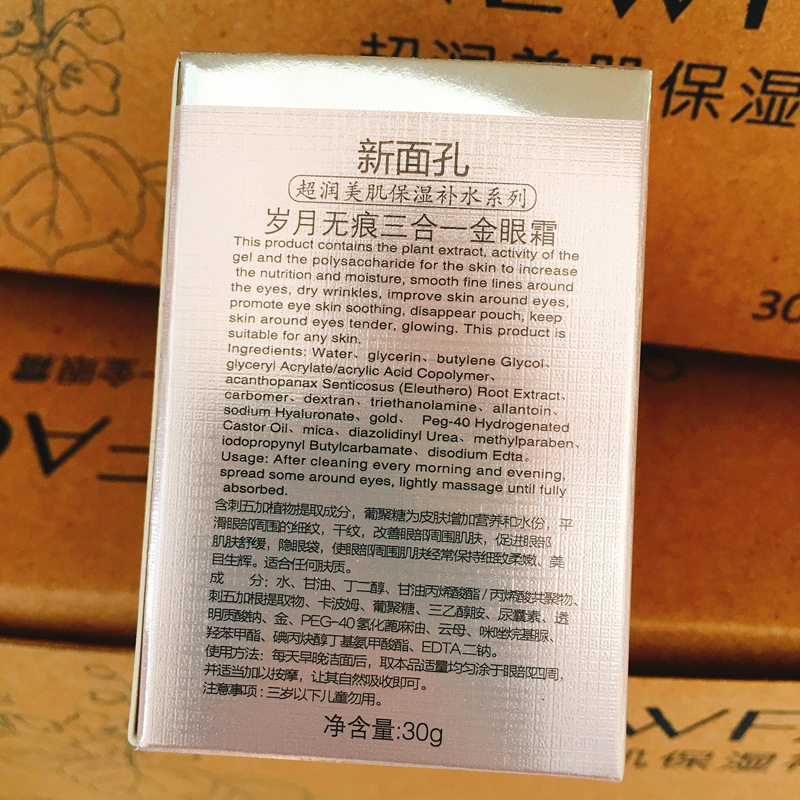 超润美肌保湿
30
金眼霜
新面孔
超润美肌保湿补水系列
岁月无痕三合一金眼霜
This product contains the plant extract, activity of the
gel and the polysaccharide for the skin to increase
the nutrition and moisture, smooth fine lines around
the eyes, dry wrinkles, improve skin around eyes,
promote eye skin soothing, disappear pouch, keep
skin around eyes tender, glowing. This product is
suitable for any skin.
Ingredients: Water、glycerin、butylene Glycol、
glyceryl Acrylate/acrylic Acid Copolymer、
acanthopanax Senticosus (Eleuthero) Root Extract、
carbomer、dextran、triethanolamine、allantoin、
sodium Hyaluronate、gold、 Peg-40 Hydrogenated
Castor Oil、mica、diazolidinyl Urea、methylparaben、
iodopropynyl Butylcarbamate、disodium Edta。
Usage: After cleaning every morning and evening,
spread some around eyes, lightly massage until fully
absorbed.
含刺五加植物提取成分，葡聚糖为皮肤增加营养和水份，平
滑眼部周围的细纹，干纹，改善眼部周围肌肤，促进眼部
肌肤舒缓，隐眼袋，使眼部周围肌肤经常保持细致柔嫩、美
目生辉。适合任何肤质。
成 分：水、甘油、丁二醇、甘油丙烯酸酯/丙烯酸共聚物、
刺五加根提取物、卡波姆、葡聚糖、三乙醇胺、尿囊素、透
明质酸钠、金、PEG-40氢化蓖麻油、云母、咪唑烷基脲、
羟苯甲酯、碘丙炔醇丁基氨甲酸酯、EDTA二钠。
使用方法：每天早晚洁面后，取本品适量均匀涂于眼部四周，
并适当加以按摩，让其自然吸收即可。
注意事项：三岁以下儿童勿用。
净含量:30g
肌保湿